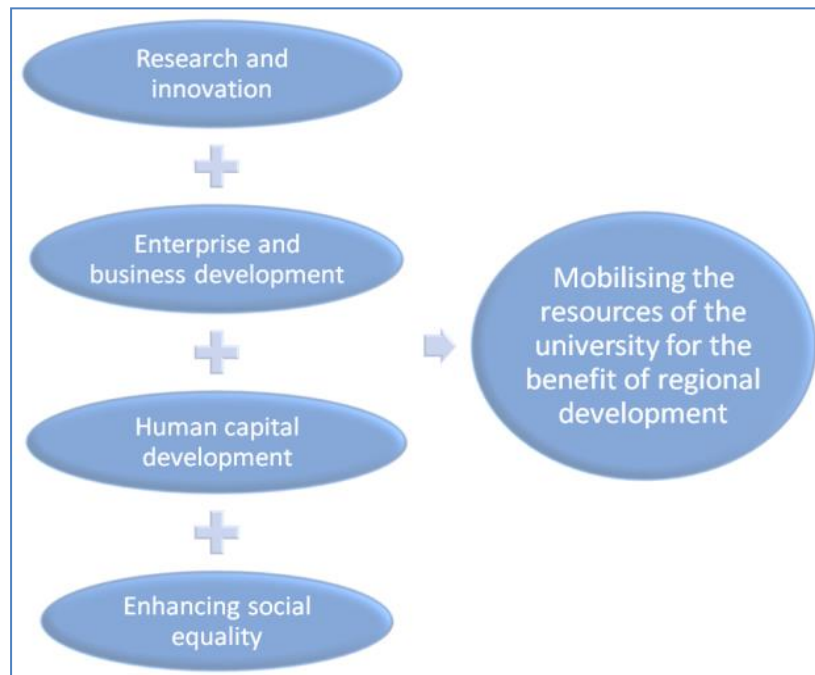 Research and
innovation
Enterprise and
business development
Human capital
development
Enhancing social
equality
Mobilising the
resources of the
university for the
benefit of regional
development